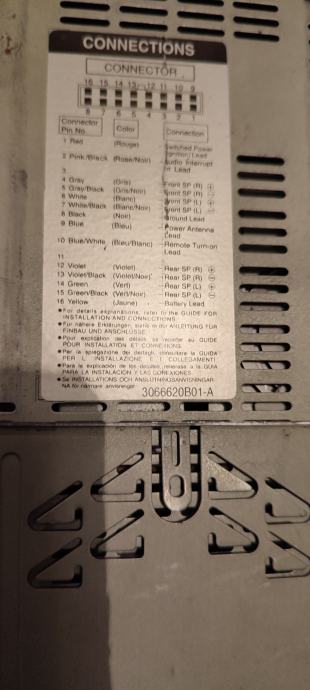 CONNECTIONS
CONNECTOR
16 15 14 13 12 11 10 9
8 7 6 5 4 3 2 1
Connector Pin No. Color Connection
1 Red (Rouge) Switched Power (Ignition) Lead
2 Pink/Black (Rose/Noir) Audio Interrupt In Lead
3
4 Gray (Gris) Front SP (R) ⊕
5 Gray/Black (Gris/Noir) Front SP (R) ⊖
6 White (Blanc) Front SP (L) ⊕
7 White/Black (Blanc/Noir) Front SP (L) ⊖
8 Black (Noir) Ground Lead
9 Blue (Bleu) Power Antenna Lead
10 Blue/White (Bleu/Blanc) Remote Turn-on Lead
11
12 Violet (Violet) Rear SP (R) ⊕
13 Violet/Black (Violet/Noir) Rear SP (R) ⊖
14 Green (Vert) Rear SP (L) ⊕
15 Green/Black (Vert/Noir) Rear SP (L) ⊖
16 Yellow (Jaune) Battery Lead
●For details explanations, refer to the GUIDE FOR
INSTALLATION AND CONNECTIONS.
●Für nähere Erklärungen, siehe in der ANLEITUNG FÜR
EINBAU UND ANSCHLÜSSE.
●Pour explication des détails, se reporter au GUIDE
POUR INSTALLATION ET CONNEXIONS.
●Per la spiegazione dei dettagli, consultare la GUIDA
PER L' INSTALAZIONE E I COLLEGAMENTI
●Para la explicación de los detalles, refiérase a la GUIA
PARA LA INSTALACION Y LAS CONEXIONES.
●Se INSTALLATIONS OCH ANSLUTNINGSANVISNINGAR-
NA för närmare anvisningar.
3066620B01-A